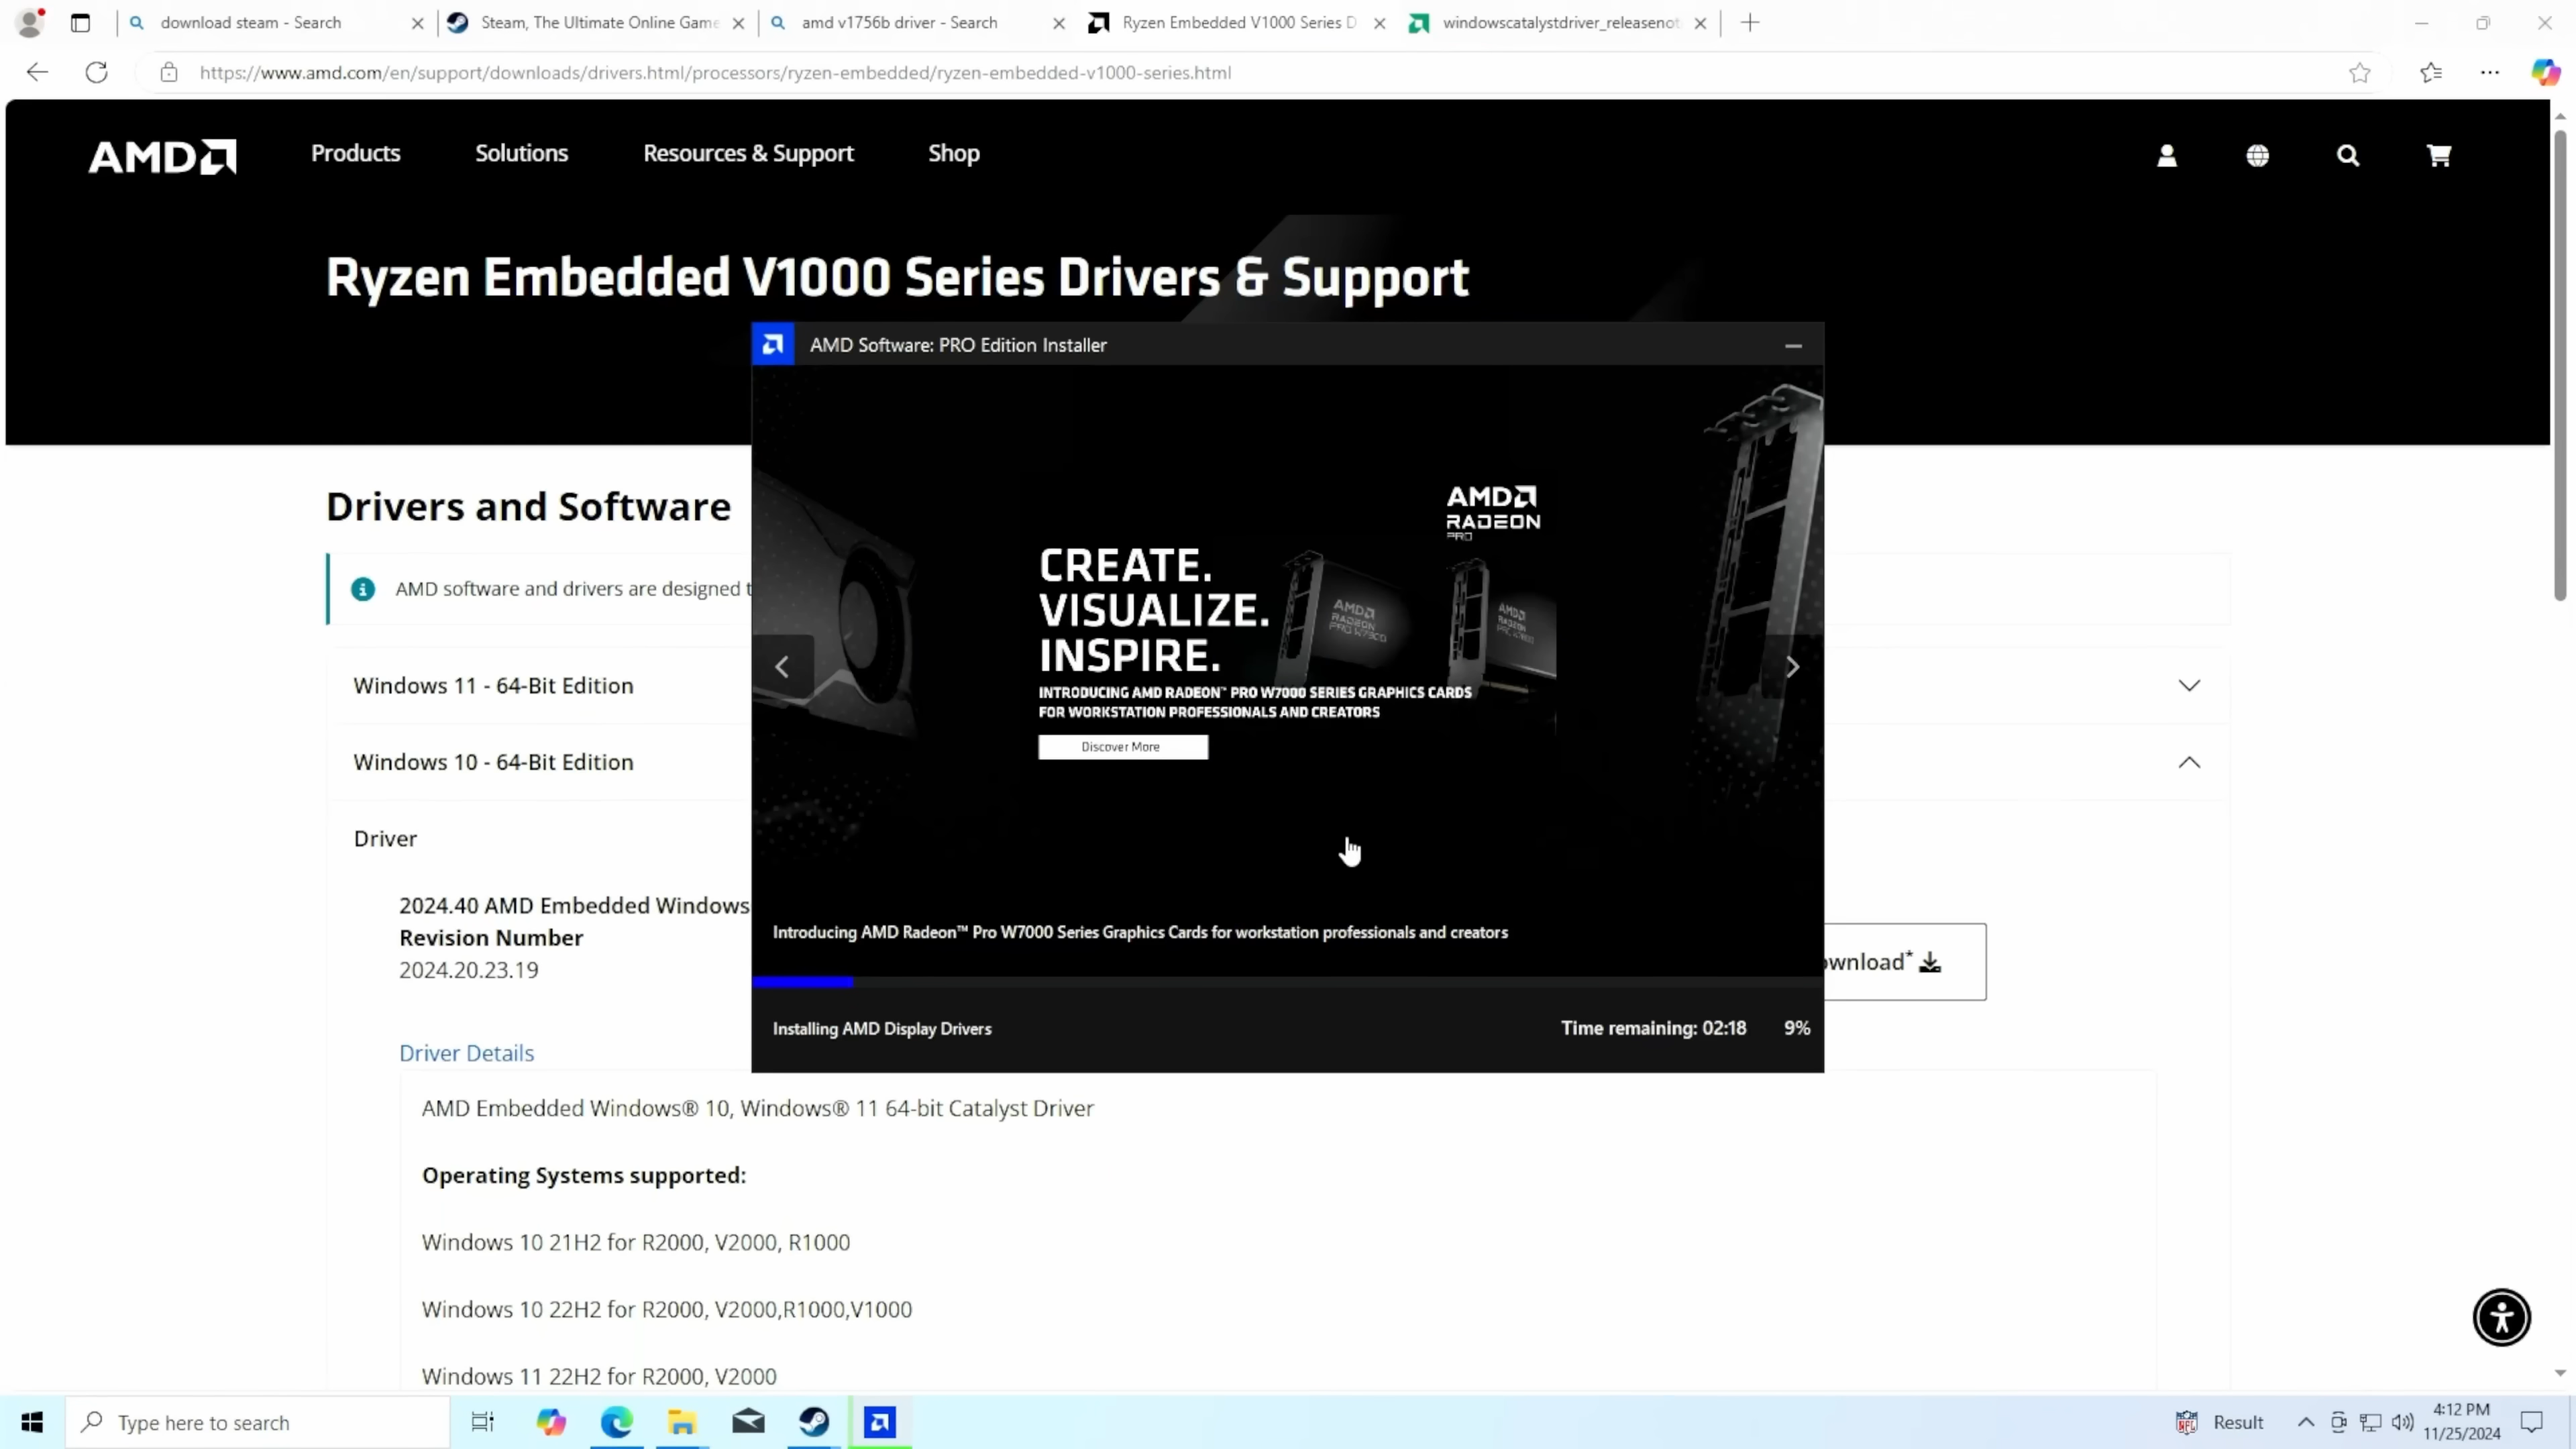 download steam - Search
Steam, The Ultimate Online Game
amd v1756b driver - Search
Ryzen Embedded V1000 Series D
windowscatalystdriver_releasenot
https://www.amd.com/en/support/downloads/drivers.html/processors/ryzen-embedded/ryzen-embedded-v1000-series.html
AMD
Products
Solutions
Resources & Support
Shop
Ryzen Embedded V1000 Series Drivers & Support
AMD Software: PRO Edition Installer
AMD
RADEON
PRO
CREATE.
VISUALIZE.
INSPIRE.
AMD
RADEON
PRO W7900
AMD
RADEON
INTRODUCING AMD RADEON™ PRO W7000 SERIES GRAPHICS CARDS
FOR WORKSTATION PROFESSIONALS AND CREATORS
Discover More
Introducing AMD Radeon™ Pro W7000 Series Graphics Cards for workstation professionals and creators
Installing AMD Display Drivers
Time remaining: 02:18
9%
Drivers and Software
AMD software and drivers are designed t
Windows 11 - 64-Bit Edition
Windows 10 - 64-Bit Edition
Driver
2024.40 AMD Embedded Windows
Revision Number
2024.20.23.19
ownload*
Driver Details
AMD Embedded Windows® 10, Windows® 11 64-bit Catalyst Driver
Operating Systems supported:
Windows 10 21H2 for R2000, V2000, R1000
Windows 10 22H2 for R2000, V2000,R1000,V1000
Windows 11 22H2 for R2000, V2000
Type here to search
NFL
Result
4:12 PM
11/25/2024